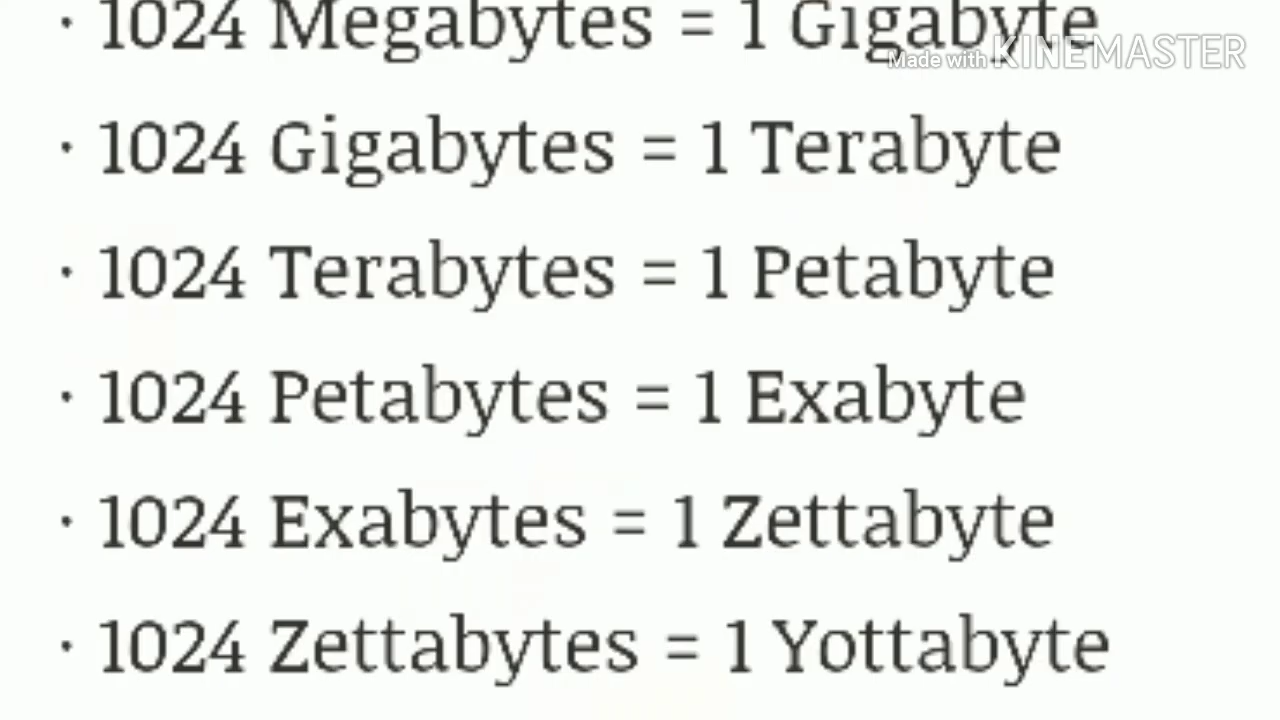 · 1024 Megabytes = 1 Gigabyte
Made with KINEMASTER
· 1024 Gigabytes = 1 Terabyte
· 1024 Terabytes = 1 Petabyte
· 1024 Petabytes = 1 Exabyte
· 1024 Exabytes = 1 Zettabyte
· 1024 Zettabytes = 1 Yottabyte